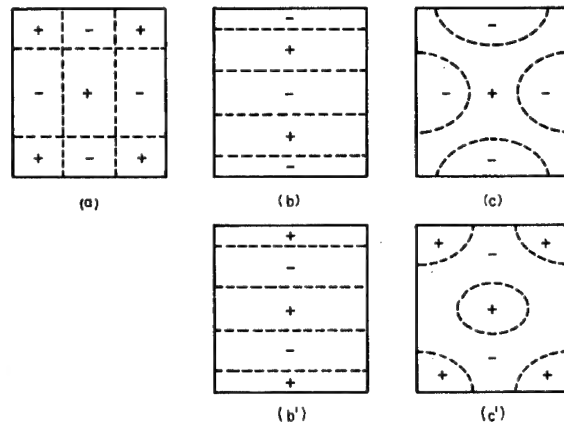 + - +
- + -
+ - +
(a)
-
+
-
+
-
(b)
-
- + -
-
(c)
+
-
+
-
+
(b')
+ +
-
+
-
+ +
(c')